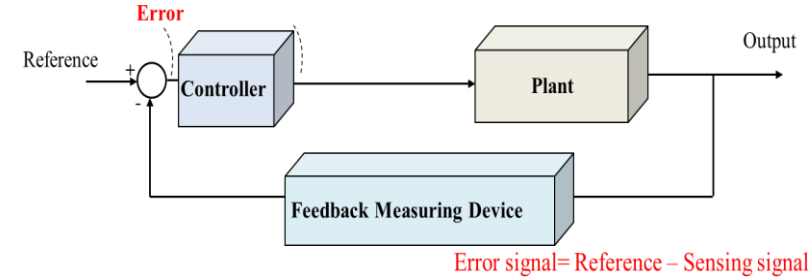 Error
Output
Reference
+
Controller
Plant
-
Feedback Measuring Device
Error signal= Reference – Sensing signal